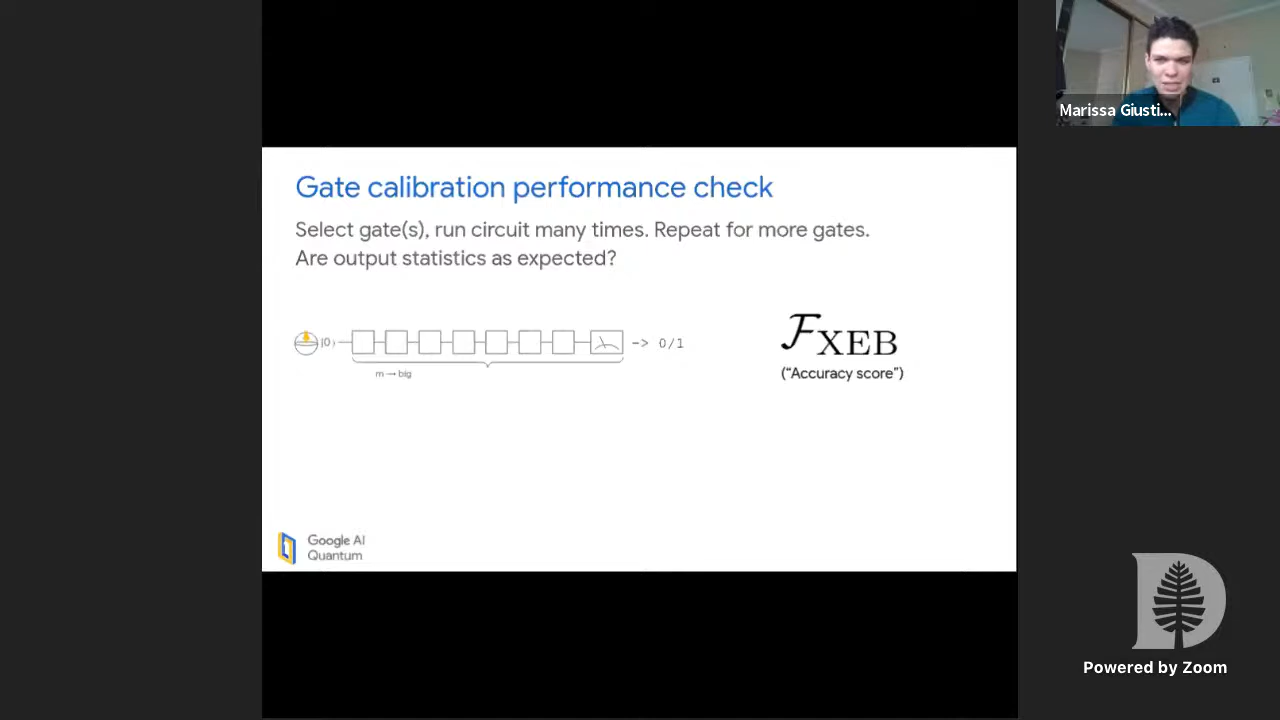 Marissa Giusti...
Gate calibration performance check
Select gate(s), run circuit many times. Repeat for more gates.
Are output statistics as expected?
|0⟩
-> 0/1
m → big
ℱXEB
("Accuracy score")
Google AI
Quantum
D
Powered by Zoom